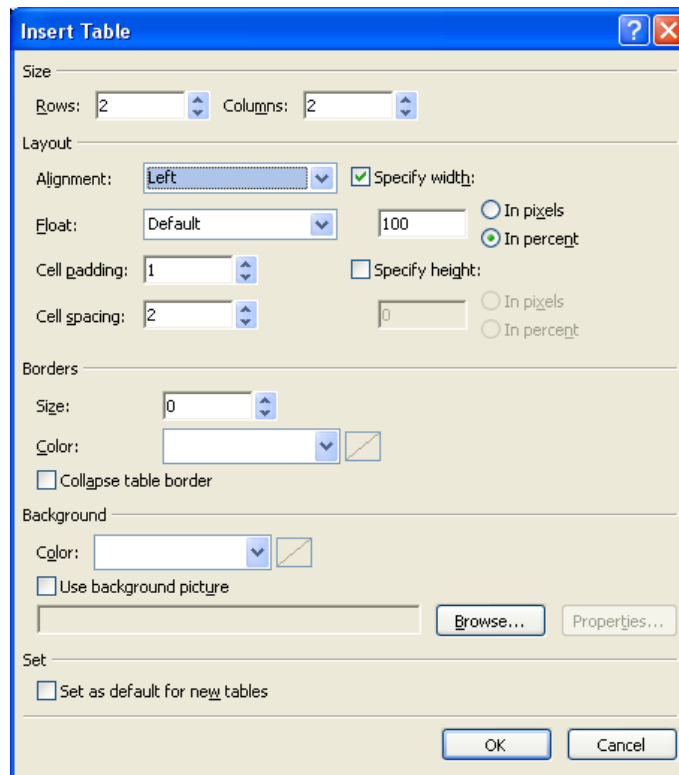 Insert Table
Size
Rows: 2 Columns: 2
Layout
Alignment: Left Specify width:
Float: Default 100 In pixels
In percent
Cell padding: 1 Specify height:
Cell spacing: 2 0 In pixels
In percent
Borders
Size: 0
Color:
Collapse table border
Background
Color:
Use background picture
Browse... Properties...
Set
Set as default for new tables
OK Cancel